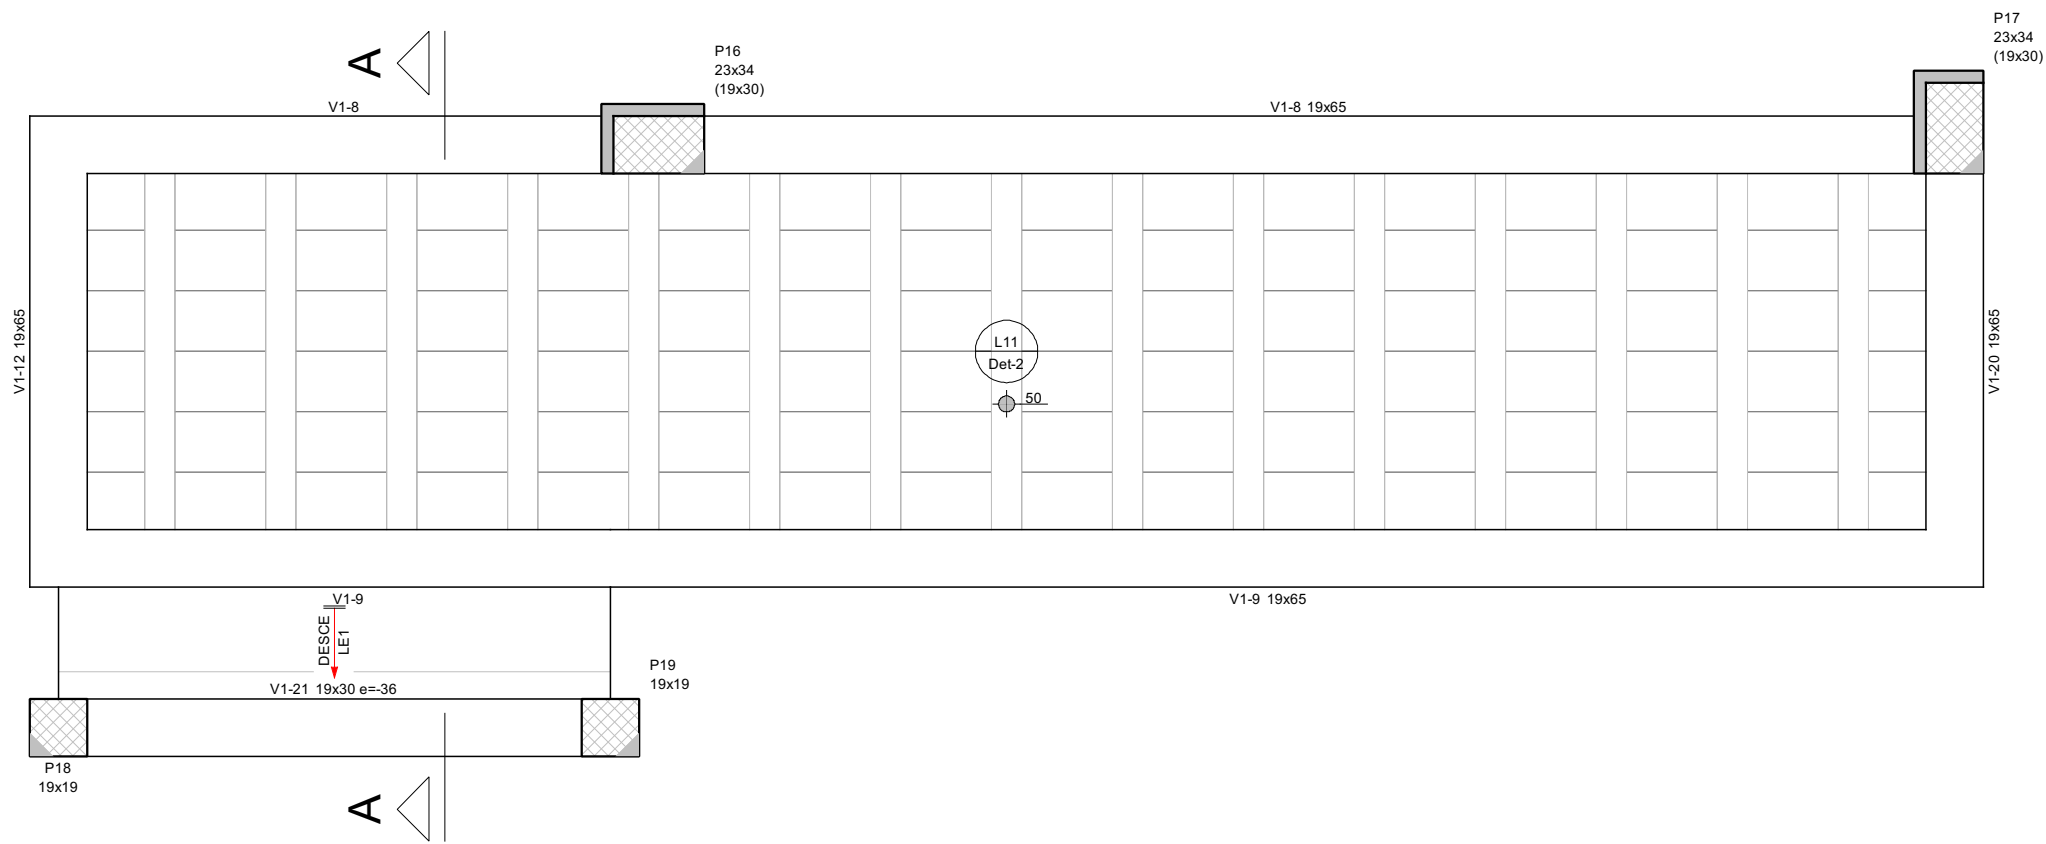 P17
23x34
(19x30)
A
P16
23x34
(19x30)
V1-8
V1-8 19x65
V1-12 19x65
L11
Det-2
50
V1-20 19x65
V1-9
V1-9 19x65
DESCE
LE1
P19
19x19
V1-21 19x30 e=-36
P18
19x19
A